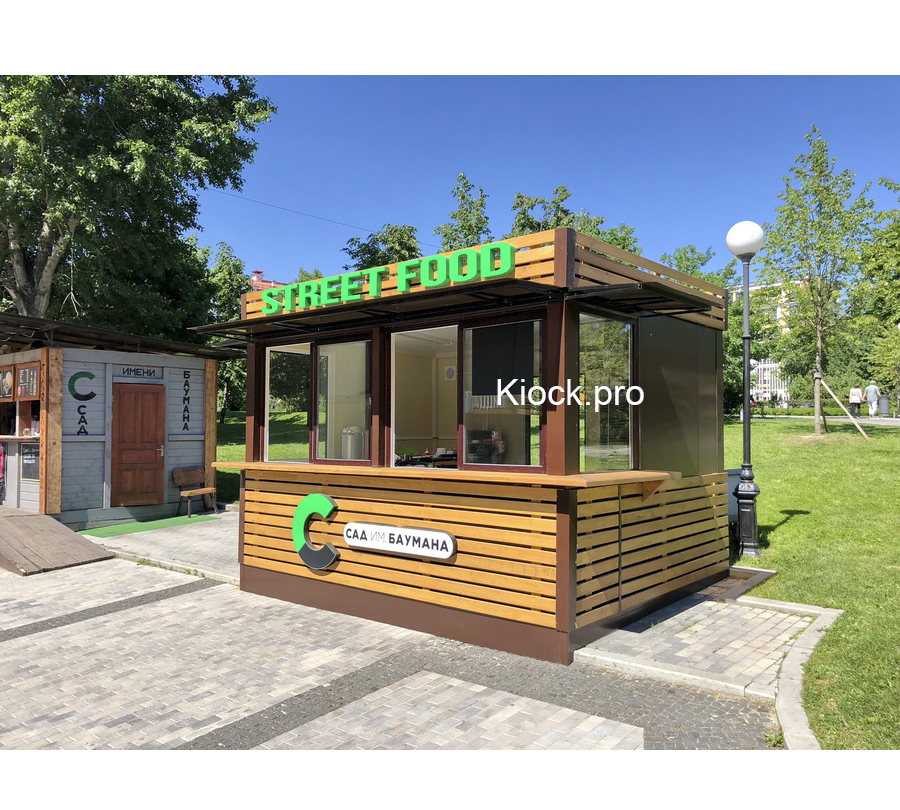 STREET FOOD
Kiock.pro
ИМЕНИ
БАУМАНА
С
САД
С
САД ИМ. БАУМАНА